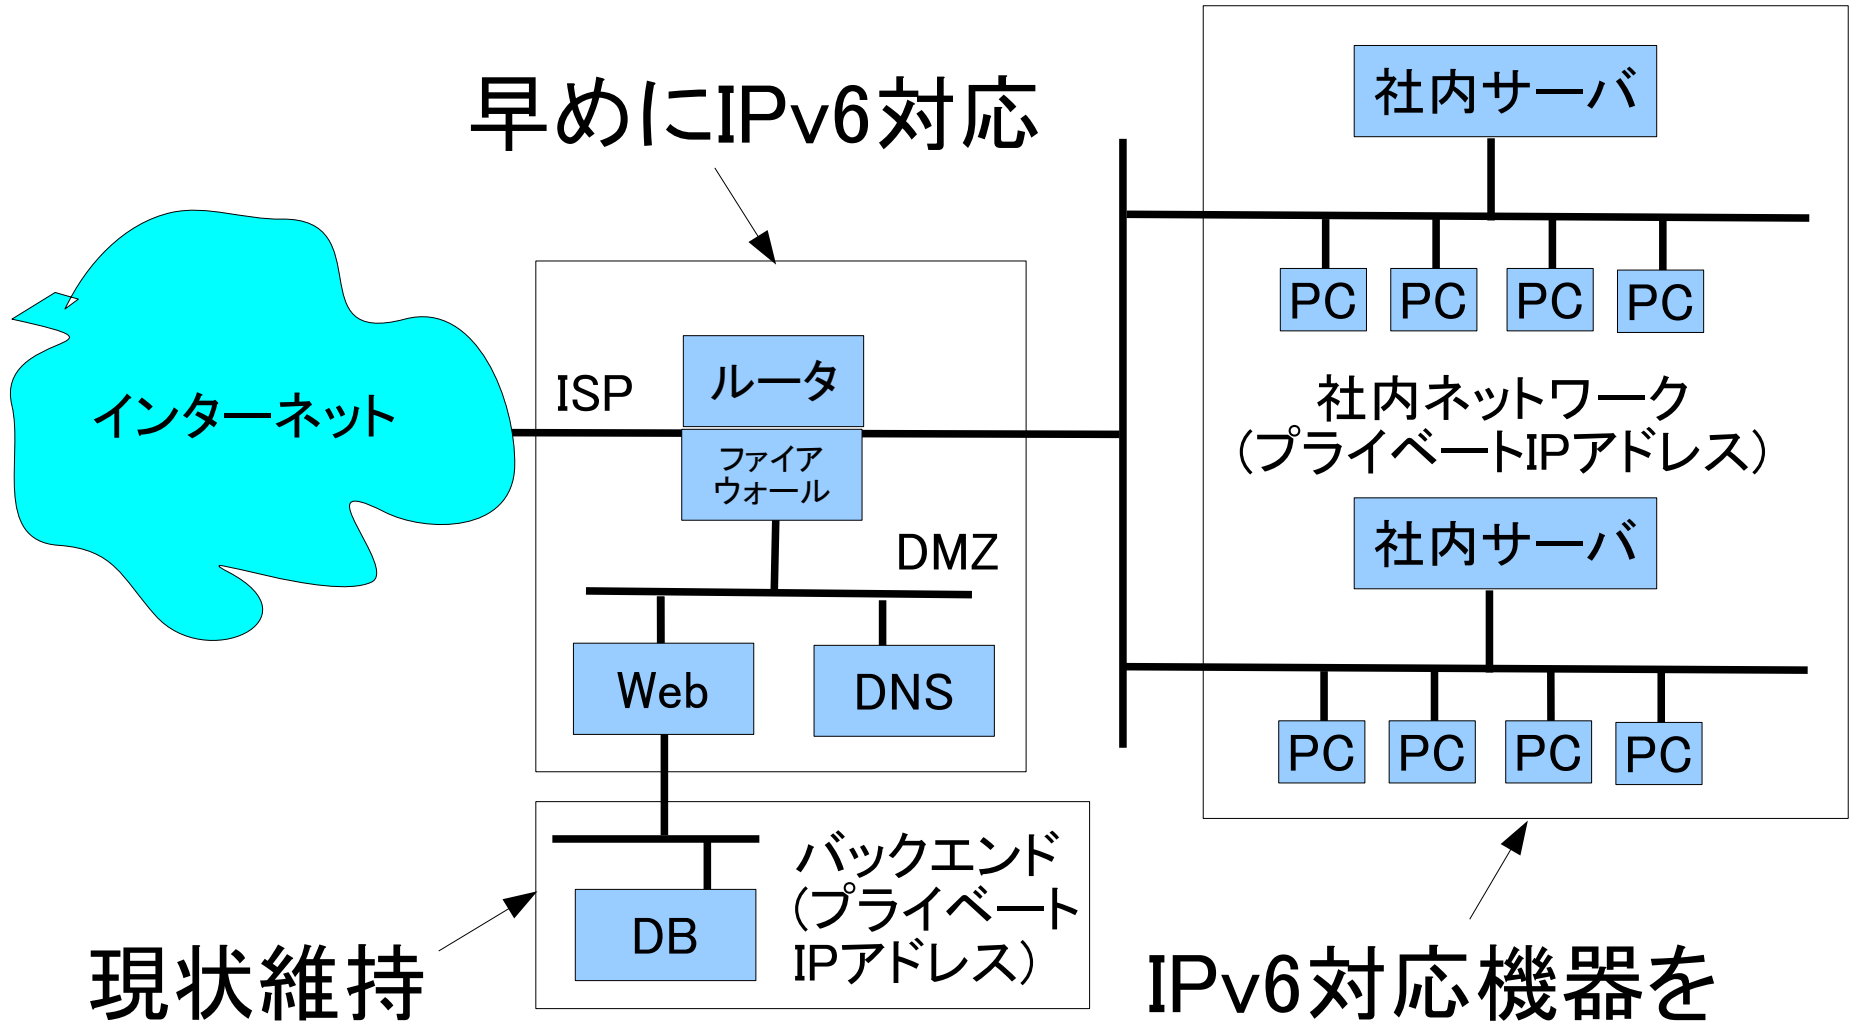 早めにIPv6対応
社内サーバ
PC
PC
PC
PC
インターネット
ISP
ルータ
ファイア
ウォール
社内ネットワーク
(プライベートIPアドレス)
社内サーバ
DMZ
Web
DNS
PC
PC
PC
PC
バックエンド
(プライベート
IPアドレス)
DB
現状維持
IPv6対応機器を